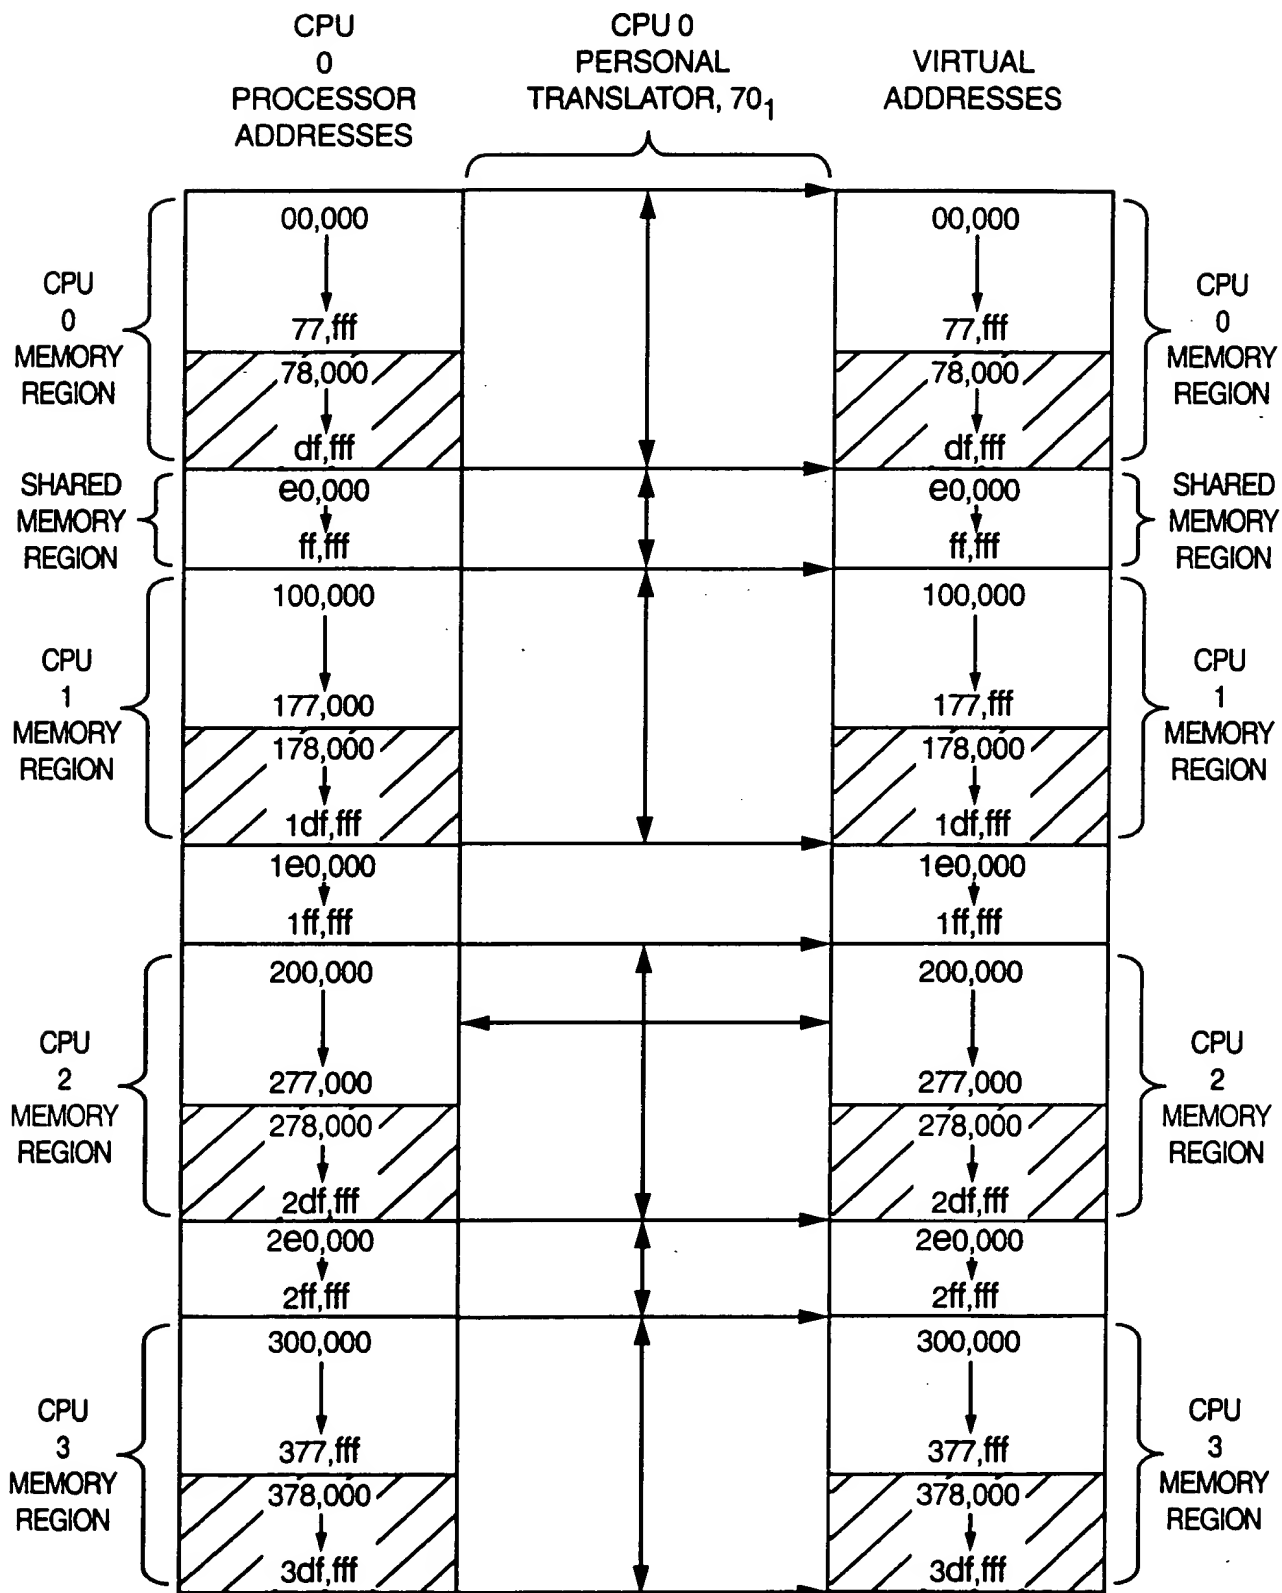 CPU
0
PROCESSOR
ADDRESSES
CPU 0
PERSONAL
TRANSLATOR, 70₁
VIRTUAL
ADDRESSES
CPU
0
MEMORY
REGION
00,000
77,fff
78,000
df,fff
00,000
77,fff
78,000
df,fff
CPU
0
MEMORY
REGION
SHARED
MEMORY
REGION
e0,000
ff,fff
e0,000
ff,fff
SHARED
MEMORY
REGION
CPU
1
MEMORY
REGION
100,000
177,000
178,000
1df,fff
100,000
177,fff
178,000
1df,fff
CPU
1
MEMORY
REGION
1e0,000
1ff,fff
1e0,000
1ff,fff
CPU
2
MEMORY
REGION
200,000
277,000
278,000
2df,fff
200,000
277,000
278,000
2df,fff
CPU
2
MEMORY
REGION
2e0,000
2ff,fff
2e0,000
2ff,fff
CPU
3
MEMORY
REGION
300,000
377,fff
378,000
3df,fff
300,000
377,fff
378,000
3df,fff
CPU
3
MEMORY
REGION